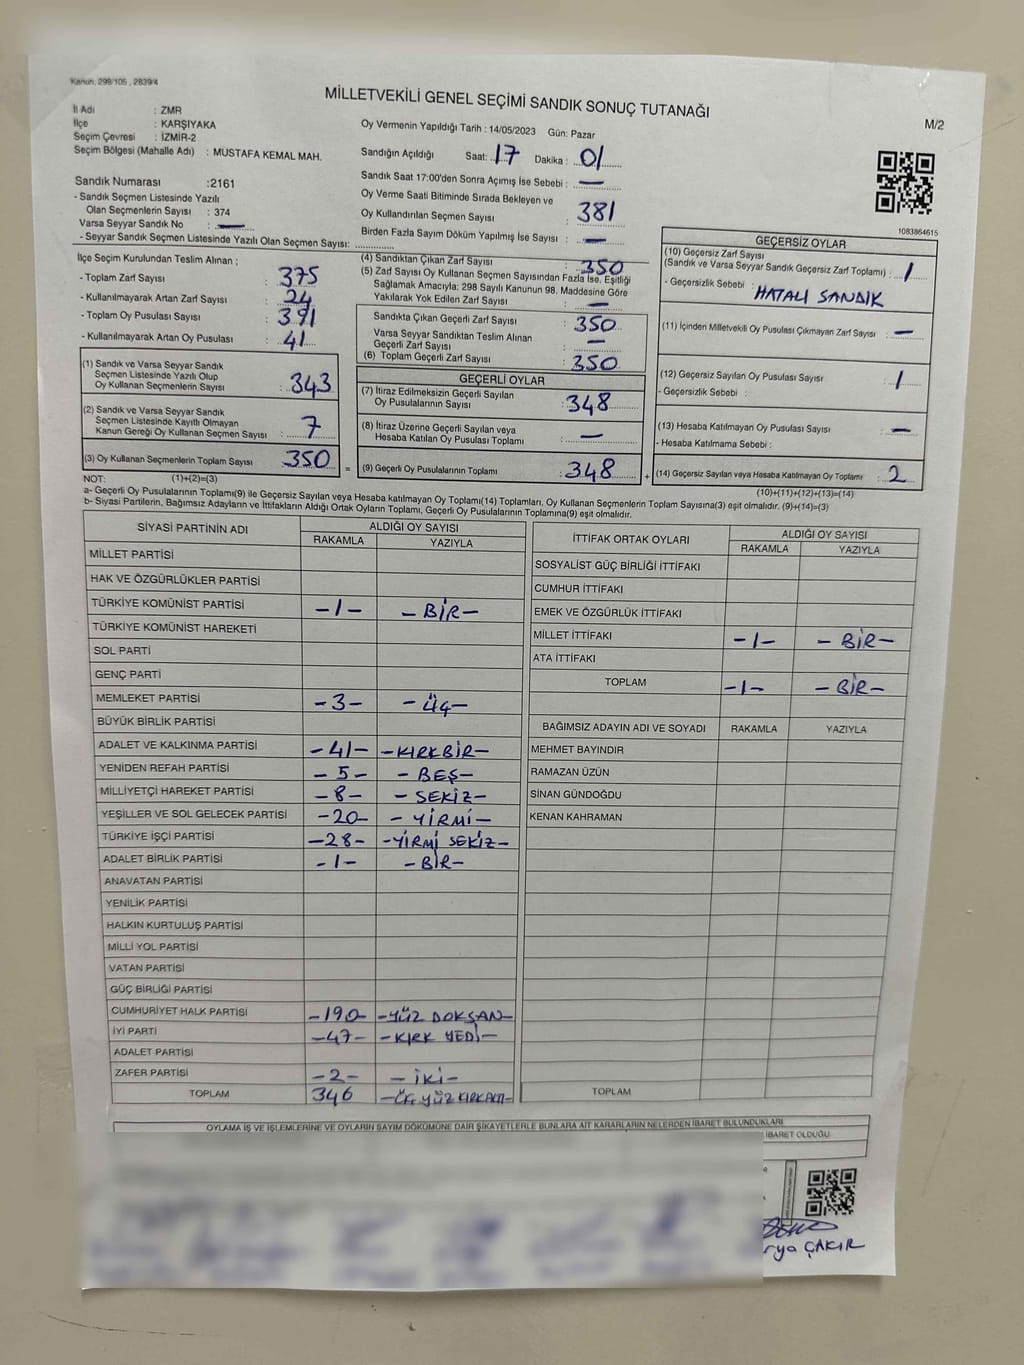 Kanun, 298/105 , 2839/4
MİLLETVEKİLİ GENEL SEÇİMİ SANDIK SONUÇ TUTANAĞI
M/2
İl Adı : ZMR
İlçe : KARŞIYAKA
Seçim Çevresi : İZMİR-2
Seçim Bölgesi (Mahalle Adı) : MUSTAFA KEMAL MAH.
Sandık Numarası :2161
- Sandık Seçmen Listesinde Yazılı
Olan Seçmenlerin Sayısı : 374
Varsa Seyyar Sandık No : —
- Seyyar Sandık Seçmen Listesinde Yazılı Olan Seçmen Sayısı:
Oy Vermenin Yapıldığı Tarih : 14/05/2023 Gün: Pazar
Sandığın Açıldığı Saat: 17 Dakika : 01
Sandık Saat 17:00'den Sonra Açımış İse Sebebi : —
Oy Verme Saati Bitiminde Sırada Bekleyen ve
Oy Kullandırılan Seçmen Sayısı : 381
Birden Fazla Sayım Döküm Yapılmış İse Sayısı : —
1083864615
İlçe Seçim Kurulundan Teslim Alınan ;
- Toplam Zarf Sayısı : 375
- Kullanılmayarak Artan Zarf Sayısı : 24
- Toplam Oy Pusulası Sayısı : 391
- Kullanılmayarak Artan Oy Pusulası : 41
(1) Sandık ve Varsa Seyyar Sandık
Seçmen Listesinde Yazılı Olup
Oy Kullanan Seçmenlerin Sayısı : 343
(2) Sandık ve Varsa Seyyar Sandık
Seçmen Listesinde Kayıtlı Olmayan
Kanun Gereği Oy Kullanan Seçmen Sayısı : 7
(3) Oy Kullanan Seçmenlerin Toplam Sayısı : 350 =
(4) Sandıktan Çıkan Zarf Sayısı : 350
(5) Zarf Sayısı Oy Kullanan Seçmen Sayısından Fazla İse, Eşitliği
Sağlamak Amacıyla: 298 Sayılı Kanunun 98. Maddesine Göre
Yakılarak Yok Edilen Zarf Sayısı : —
Sandıkta Çıkan Geçerli Zarf Sayısı : 350
Varsa Seyyar Sandıktan Teslim Alınan
Geçerli Zarf Sayısı : —
(6) Toplam Geçerli Zarf Sayısı : 350
GEÇERLİ OYLAR
(7) İtiraz Edilmeksizin Geçerli Sayılan
Oy Pusulalarının Sayısı : 348
(8) İtiraz Üzerine Geçerli Sayılan veya
Hesaba Katılan Oy Pusulası Toplamı : —
(9) Geçerli Oy Pusulalarının Toplamı : 348 +
GEÇERSİZ OYLAR
(10) Geçersiz Zarf Sayısı
(Sandık ve Varsa Seyyar Sandık Geçersiz Zarf Toplamı) : 1
- Geçersizlik Sebebi : HATALI SANDIK
(11) İçinden Milletvekili Oy Pusulası Çıkmayan Zarf Sayısı : —
(12) Geçersiz Sayılan Oy Pusulası Sayısı : 1
- Geçersizlik Sebebi :
(13) Hesaba Katılmayan Oy Pusulası Sayısı : —
- Hesaba Katılmama Sebebi :
(14) Geçersiz Sayılan veya Hesaba Katılmayan Oy Toplamı : 2
NOT: (1)+(2)=(3) (10)+(11)+(12)+(13)=(14)
a- Geçerli Oy Pusulalarının Toplamı(9) ile Geçersiz Sayılan veya Hesaba katılmayan Oy Toplamı(14) Toplamları, Oy Kullanan Seçmenlerin Toplam Sayısına(3) eşit olmalıdır. (9)+(14)=(3)
b- Siyasi Partilerin, Bağımsız Adayların ve İttifakların Aldığı Ortak Oyların Toplamı, Geçerli Oy Pusulalarının Toplamına(9) eşit olmalıdır.
SİYASİ PARTİNİN ADI ALDIĞI OY SAYISI
RAKAMLA YAZIYLA
MİLLET PARTİSİ
HAK VE ÖZGÜRLÜKLER PARTİSİ
TÜRKİYE KOMÜNİST PARTİSİ -1- -BİR-
TÜRKİYE KOMÜNİST HAREKETİ
SOL PARTİ
GENÇ PARTİ
MEMLEKET PARTİSİ -3- -ÜÇ-
BÜYÜK BİRLİK PARTİSİ
ADALET VE KALKINMA PARTİSİ -41- -KIRKBİR-
YENİDEN REFAH PARTİSİ -5- -BEŞ-
MİLLİYETÇİ HAREKET PARTİSİ -8- -SEKİZ-
YEŞİLLER VE SOL GELECEK PARTİSİ -20- -YİRMİ-
TÜRKİYE İŞÇİ PARTİSİ -28- -YİRMİ SEKİZ-
ADALET BİRLİK PARTİSİ -1- -BİR-
ANAVATAN PARTİSİ
YENİLİK PARTİSİ
HALKIN KURTULUŞ PARTİSİ
MİLLİ YOL PARTİSİ
VATAN PARTİSİ
GÜÇ BİRLİĞİ PARTİSİ
CUMHURİYET HALK PARTİSİ -190- -YÜZ DOKSAN-
İYİ PARTİ -47- -KIRK YEDİ-
ADALET PARTİSİ
ZAFER PARTİSİ -2- -İKİ-
TOPLAM 346 -ÜÇ YÜZ KIRKALTI-
İTTİFAK ORTAK OYLARI ALDIĞI OY SAYISI
RAKAMLA YAZIYLA
SOSYALİST GÜÇ BİRLİĞİ İTTİFAKI
CUMHUR İTTİFAKI
EMEK VE ÖZGÜRLÜK İTTİFAKI
MİLLET İTTİFAKI -1- -BİR-
ATA İTTİFAKI
TOPLAM -1- -BİR-
BAĞIMSIZ ADAYIN ADI VE SOYADI RAKAMLA YAZIYLA
MEHMET BAYINDIR
RAMAZAN ÜZÜN
SİNAN GÜNDOĞDU
KENAN KAHRAMAN
TOPLAM
OYLAMA İŞ VE İŞLEMLERİNE VE OYLARIN SAYIM DÖKÜMÜNE DAİR ŞİKAYETLERLE BUNLARA AİT KARARLARIN NELERDEN İBARET BULUNDUKLARI
İBARET OLDUĞU
rya ÇAKIR